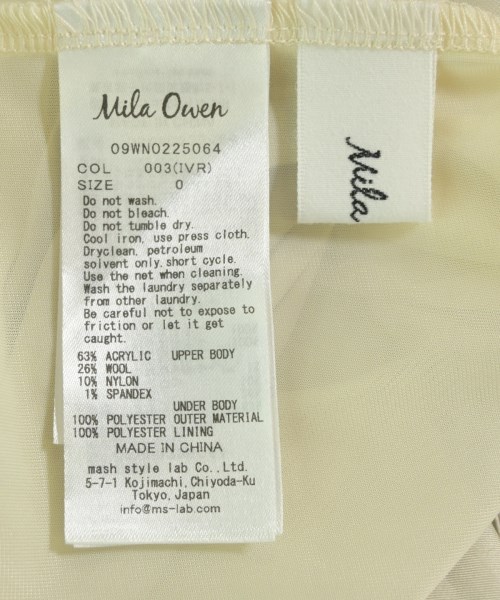 Mila Owen
09WNO225064
COL 003(IVR)
SIZE 0
Do not wash.
Do not bleach.
Do not tumble dry.
Cool iron, use press cloth.
Dryclean, petroleum
solvent only. short cycle.
Use the net when cleaning.
Wash the laundry separately
from other laundry.
Be careful not to expose to
friction or let it get
caught.
63% ACRYLIC UPPER BODY
26% WOOL
10% NYLON
1% SPANDEX
UNDER BODY
100% POLYESTER OUTER MATERIAL
100% POLYESTER LINING
MADE IN CHINA
mash style lab Co.,Ltd.
5-7-1 Kojimachi, Chiyoda-Ku
Tokyo, Japan
info@ms-lab.com
Mila